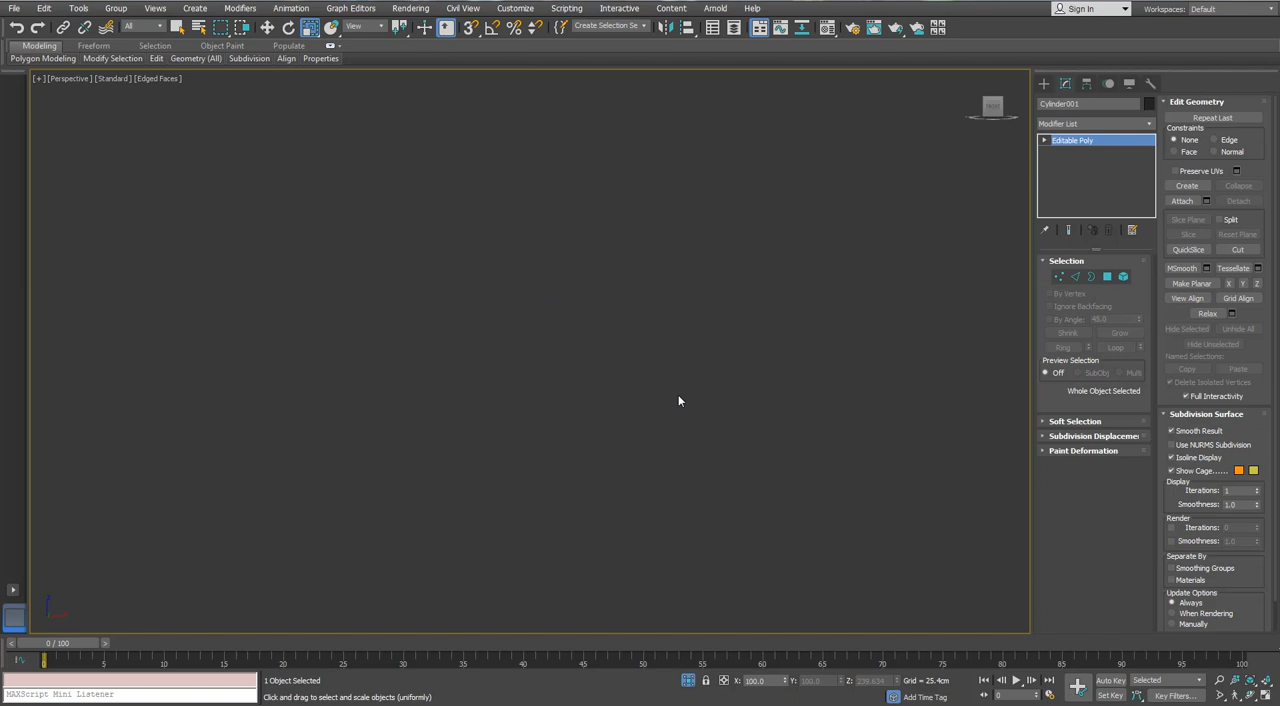 File Edit Tools Group Views Create Modifiers Animation Graph Editors Rendering Civil View Customize Scripting Interactive Content Arnold Help Sign In Workspaces: Default
All View Create Selection Se
Modeling Freeform Selection Object Paint Populate
Polygon Modeling Modify Selection Edit Geometry (All) Subdivision Align Properties
[+] [Perspective] [Standard] [Edged Faces]
FRONT
Cylinder001
Modifier List
Editable Poly
Selection
By Vertex
Ignore Backfacing
By Angle: 45.0
Shrink Grow
Ring Loop
Preview Selection
Off SubObj Multi
Whole Object Selected
Soft Selection
Subdivision Displacemen
Paint Deformation
Edit Geometry
Repeat Last
Constraints
None Edge
Face Normal
Preserve UVs
Create Collapse
Attach Detach
Slice Plane Split
Slice Reset Plane
QuickSlice Cut
MSmooth Tessellate
Make Planar X Y Z
View Align Grid Align
Relax
Hide Selected Unhide All
Hide Unselected
Named Selections:
Copy Paste
Delete Isolated Vertices
Full Interactivity
Subdivision Surface
Smooth Result
Use NURMS Subdivision
Isoline Display
Show Cage......
Display
Iterations: 1
Smoothness: 1.0
Render
Iterations: 0
Smoothness: 1.0
Separate By
Smoothing Groups
Materials
Update Options
Always
When Rendering
Manually
< 0 / 100 >
0 5 10 15 20 25 30 35 40 45 50 55 60 65 70 75 80 85 90 95 100
1 Object Selected X: 100.0 Y: 100.0 Z: 239.634 Grid = 25.4cm Auto Key Selected
MAXScript Mini Listener Click and drag to select and scale objects (uniformly) Add Time Tag 0 Set Key Key Filters...